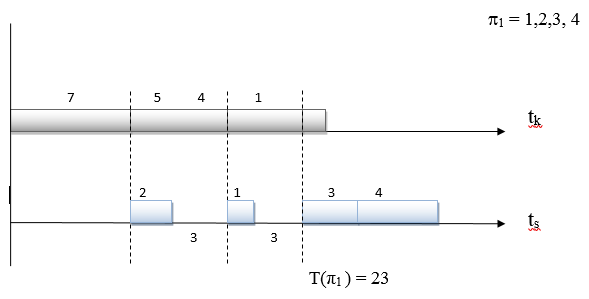 π₁ = 1,2,3, 4
7 5 4 1
tₖ
2 1 3 4
tₛ
3 3
T(π₁) = 23